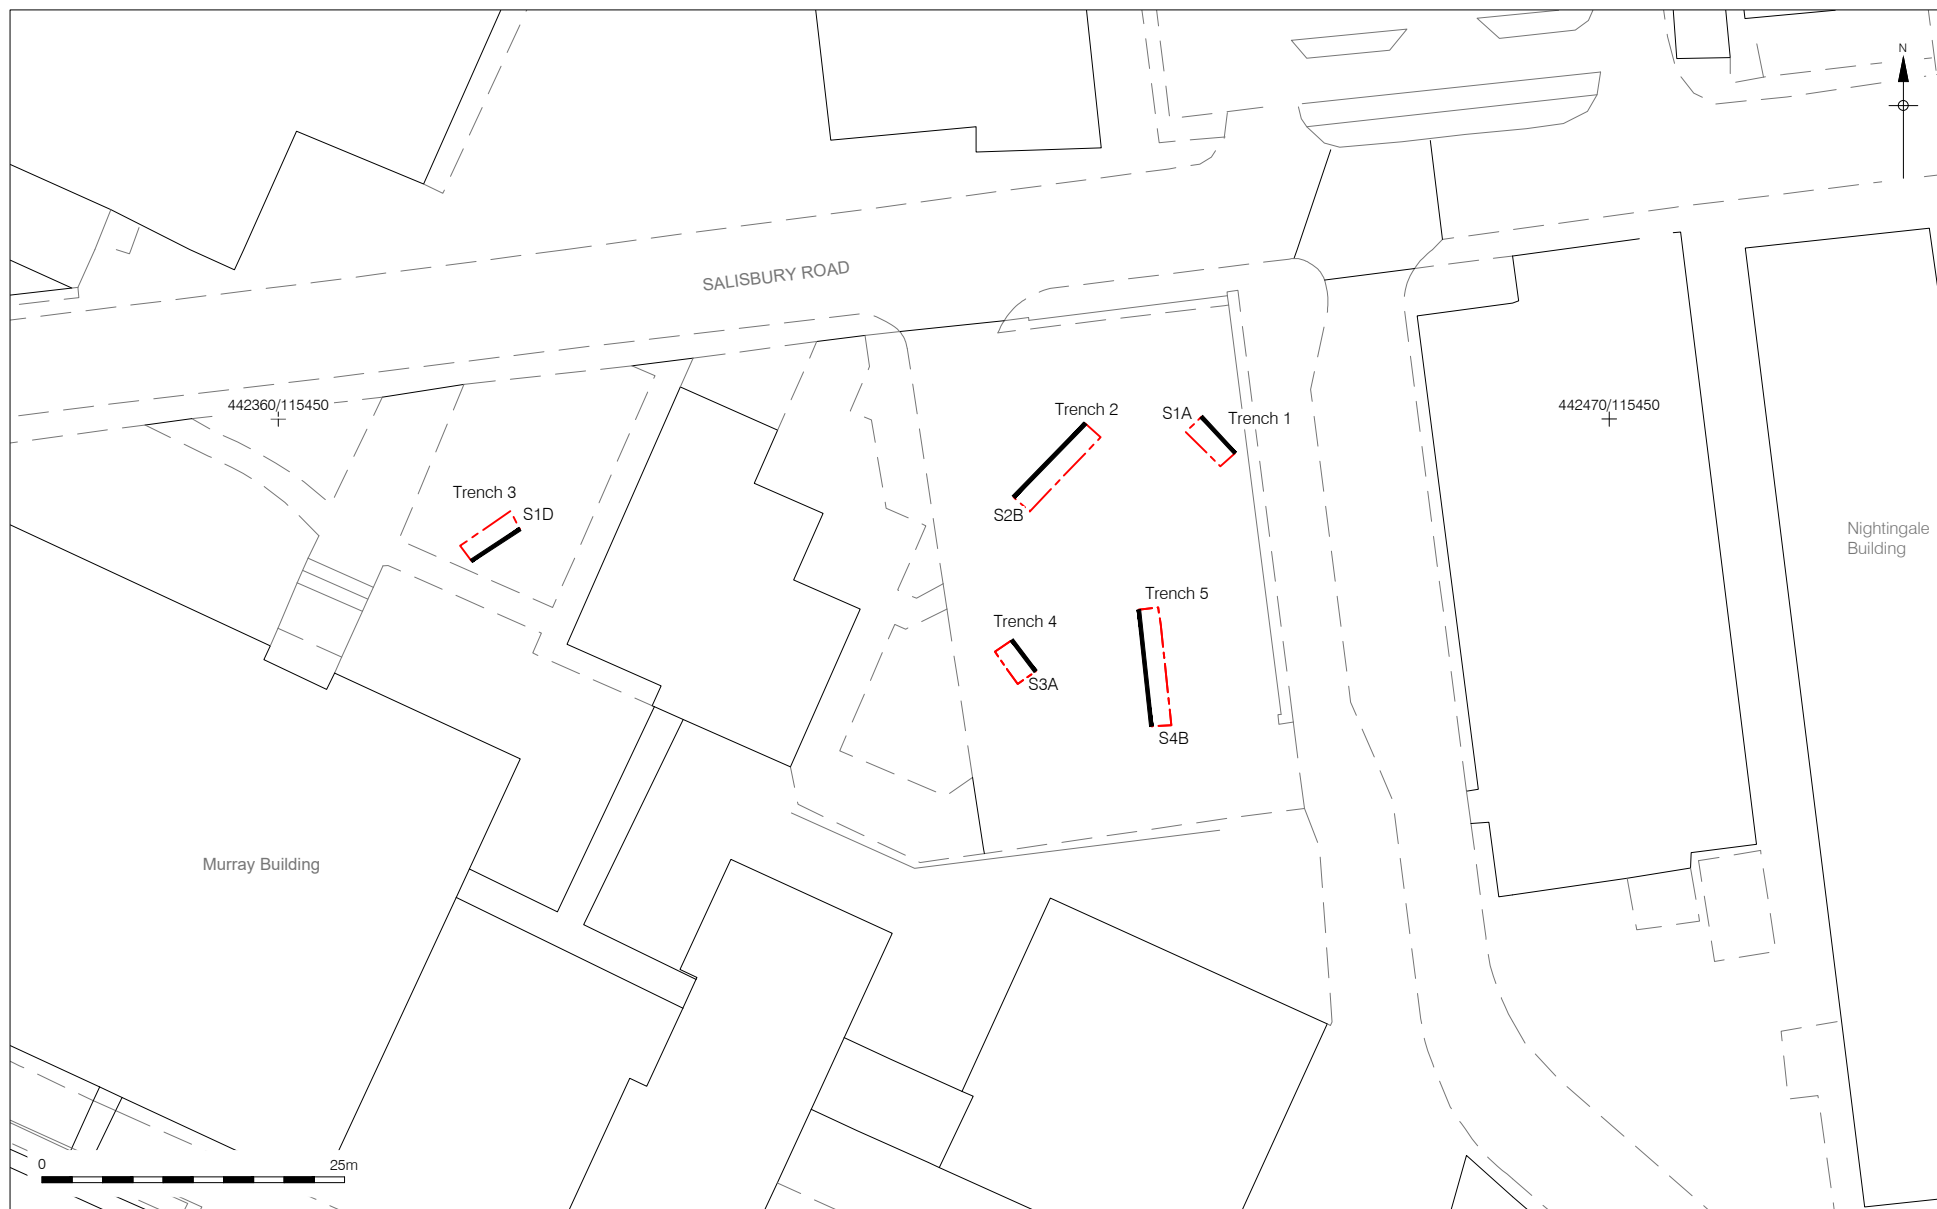 N
SALISBURY ROAD
442360/115450
Trench 2
S1A
Trench 1
442470/115450
Trench 3
S1D
S2B
Nightingale
Building
Trench 5
Trench 4
S3A
S4B
Murray Building
0 25m